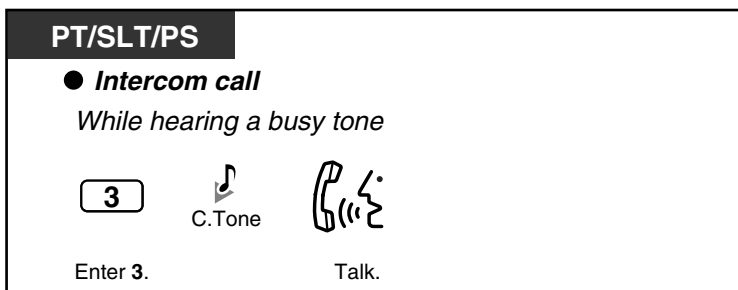 PT/SLT/PS
● Intercom call
While hearing a busy tone
3
C.Tone
Enter 3.
Talk.